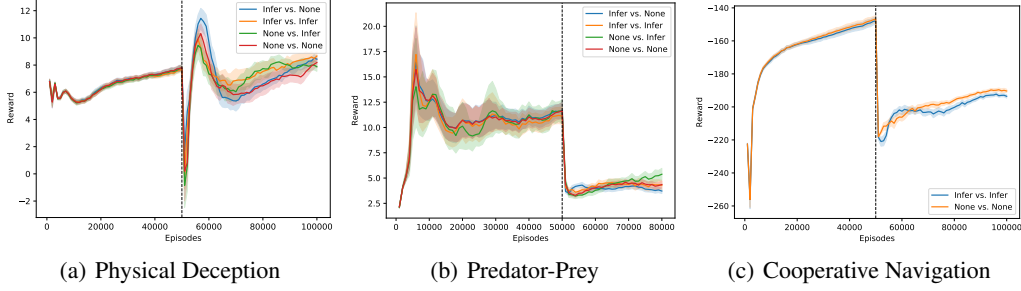 Infer vs. None
Infer vs. Infer
None vs. Infer
None vs. None
Reward
12
10
8
6
4
2
0
−2
0 20000 40000 60000 80000 100000
Episodes
(a) Physical Deception
Infer vs. None
Infer vs. Infer
None vs. Infer
None vs. None
Reward
20.0
17.5
15.0
12.5
10.0
7.5
5.0
2.5
0 10000 20000 30000 40000 50000 60000 70000 80000
Episodes
(b) Predator-Prey
Reward
−140
−160
−180
−200
−220
−240
−260
Infer vs. Infer
None vs. None
0 20000 40000 60000 80000 100000
Episodes
(c) Cooperative Navigation